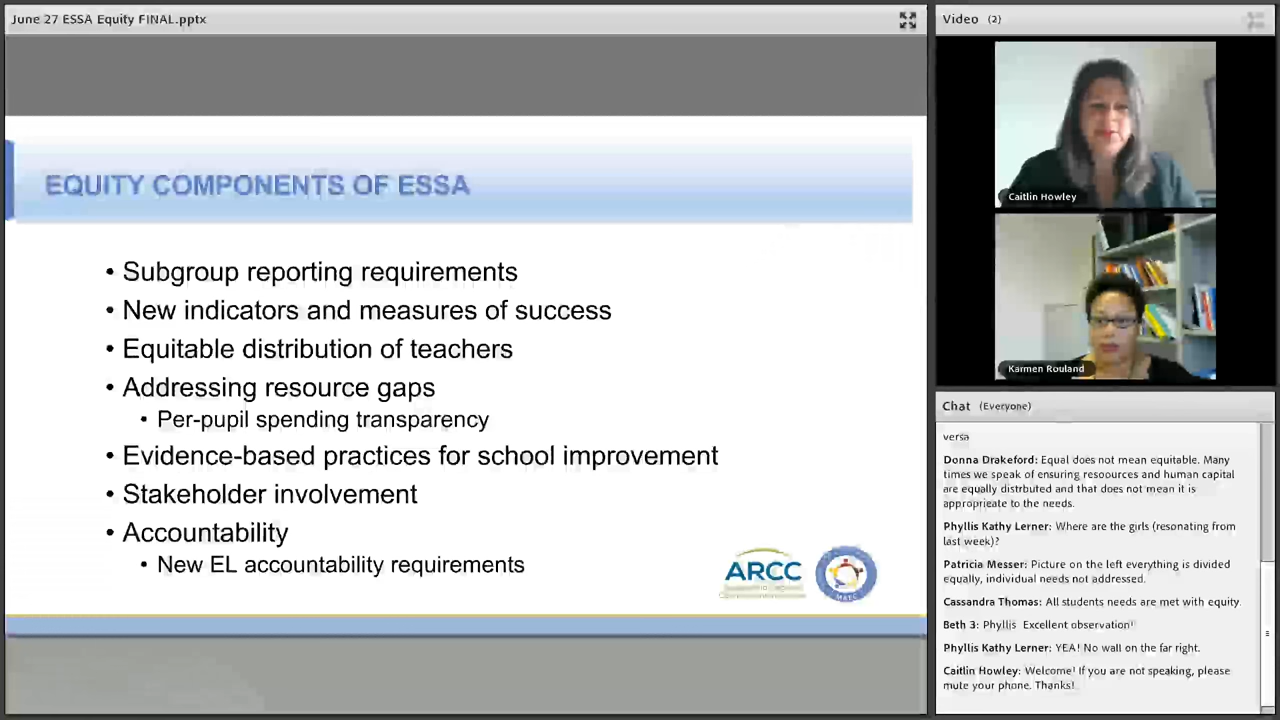 June 27 ESSA Equity FINAL.pptx
EQUITY COMPONENTS OF ESSA
• Subgroup reporting requirements
• New indicators and measures of success
• Equitable distribution of teachers
• Addressing resource gaps
• Per-pupil spending transparency
• Evidence-based practices for school improvement
• Stakeholder involvement
• Accountability
• New EL accountability requirements
ARCC
MAEC
Video (2)
Caitlin Howley
Karmen Rouland
Chat (Everyone)
versa
Donna Drakeford: Equal does not mean equitable. Many
times we speak of ensuring resoources and human capital
are equally distrbuted and that does not mean it is
approprieate to the needs.
Phyllis Kathy Lerner: Where are the girls (resonating from
last week)?
Patricia Messer: Picture on the left everything is divided
equally, individual needs not addressed.
Cassandra Thomas: All students needs are met with equity.
Beth 3: Phyllis Excellent observation!
Phyllis Kathy Lerner: YEA! No wall on the far right.
Caitlin Howley: Welcome! If you are not speaking, please
mute your phone. Thanks!